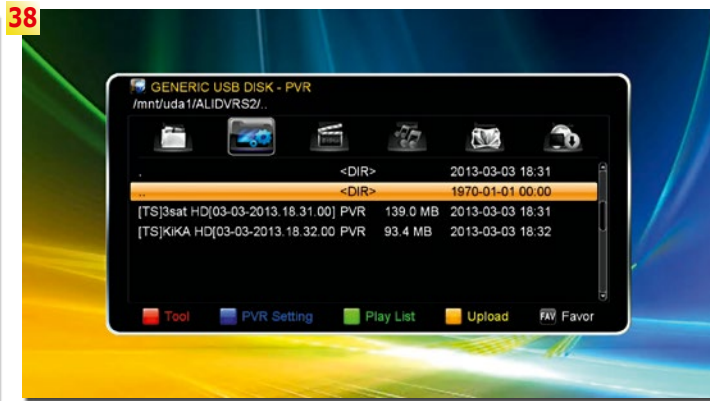 38
GENERIC USB DISK - PVR
/mnt/uda1/ALIDVRS2/..
. <DIR> 2013-03-03 18:31
.. <DIR> 1970-01-01 00:00
[TS]3sat HD[03-03-2013.18.31.00] PVR 139.0 MB 2013-03-03 18:31
[TS]KiKA HD[03-03-2013.18.32.00 PVR 93.4 MB 2013-03-03 18:32
Tool PVR Setting Play List Upload FAV Favor